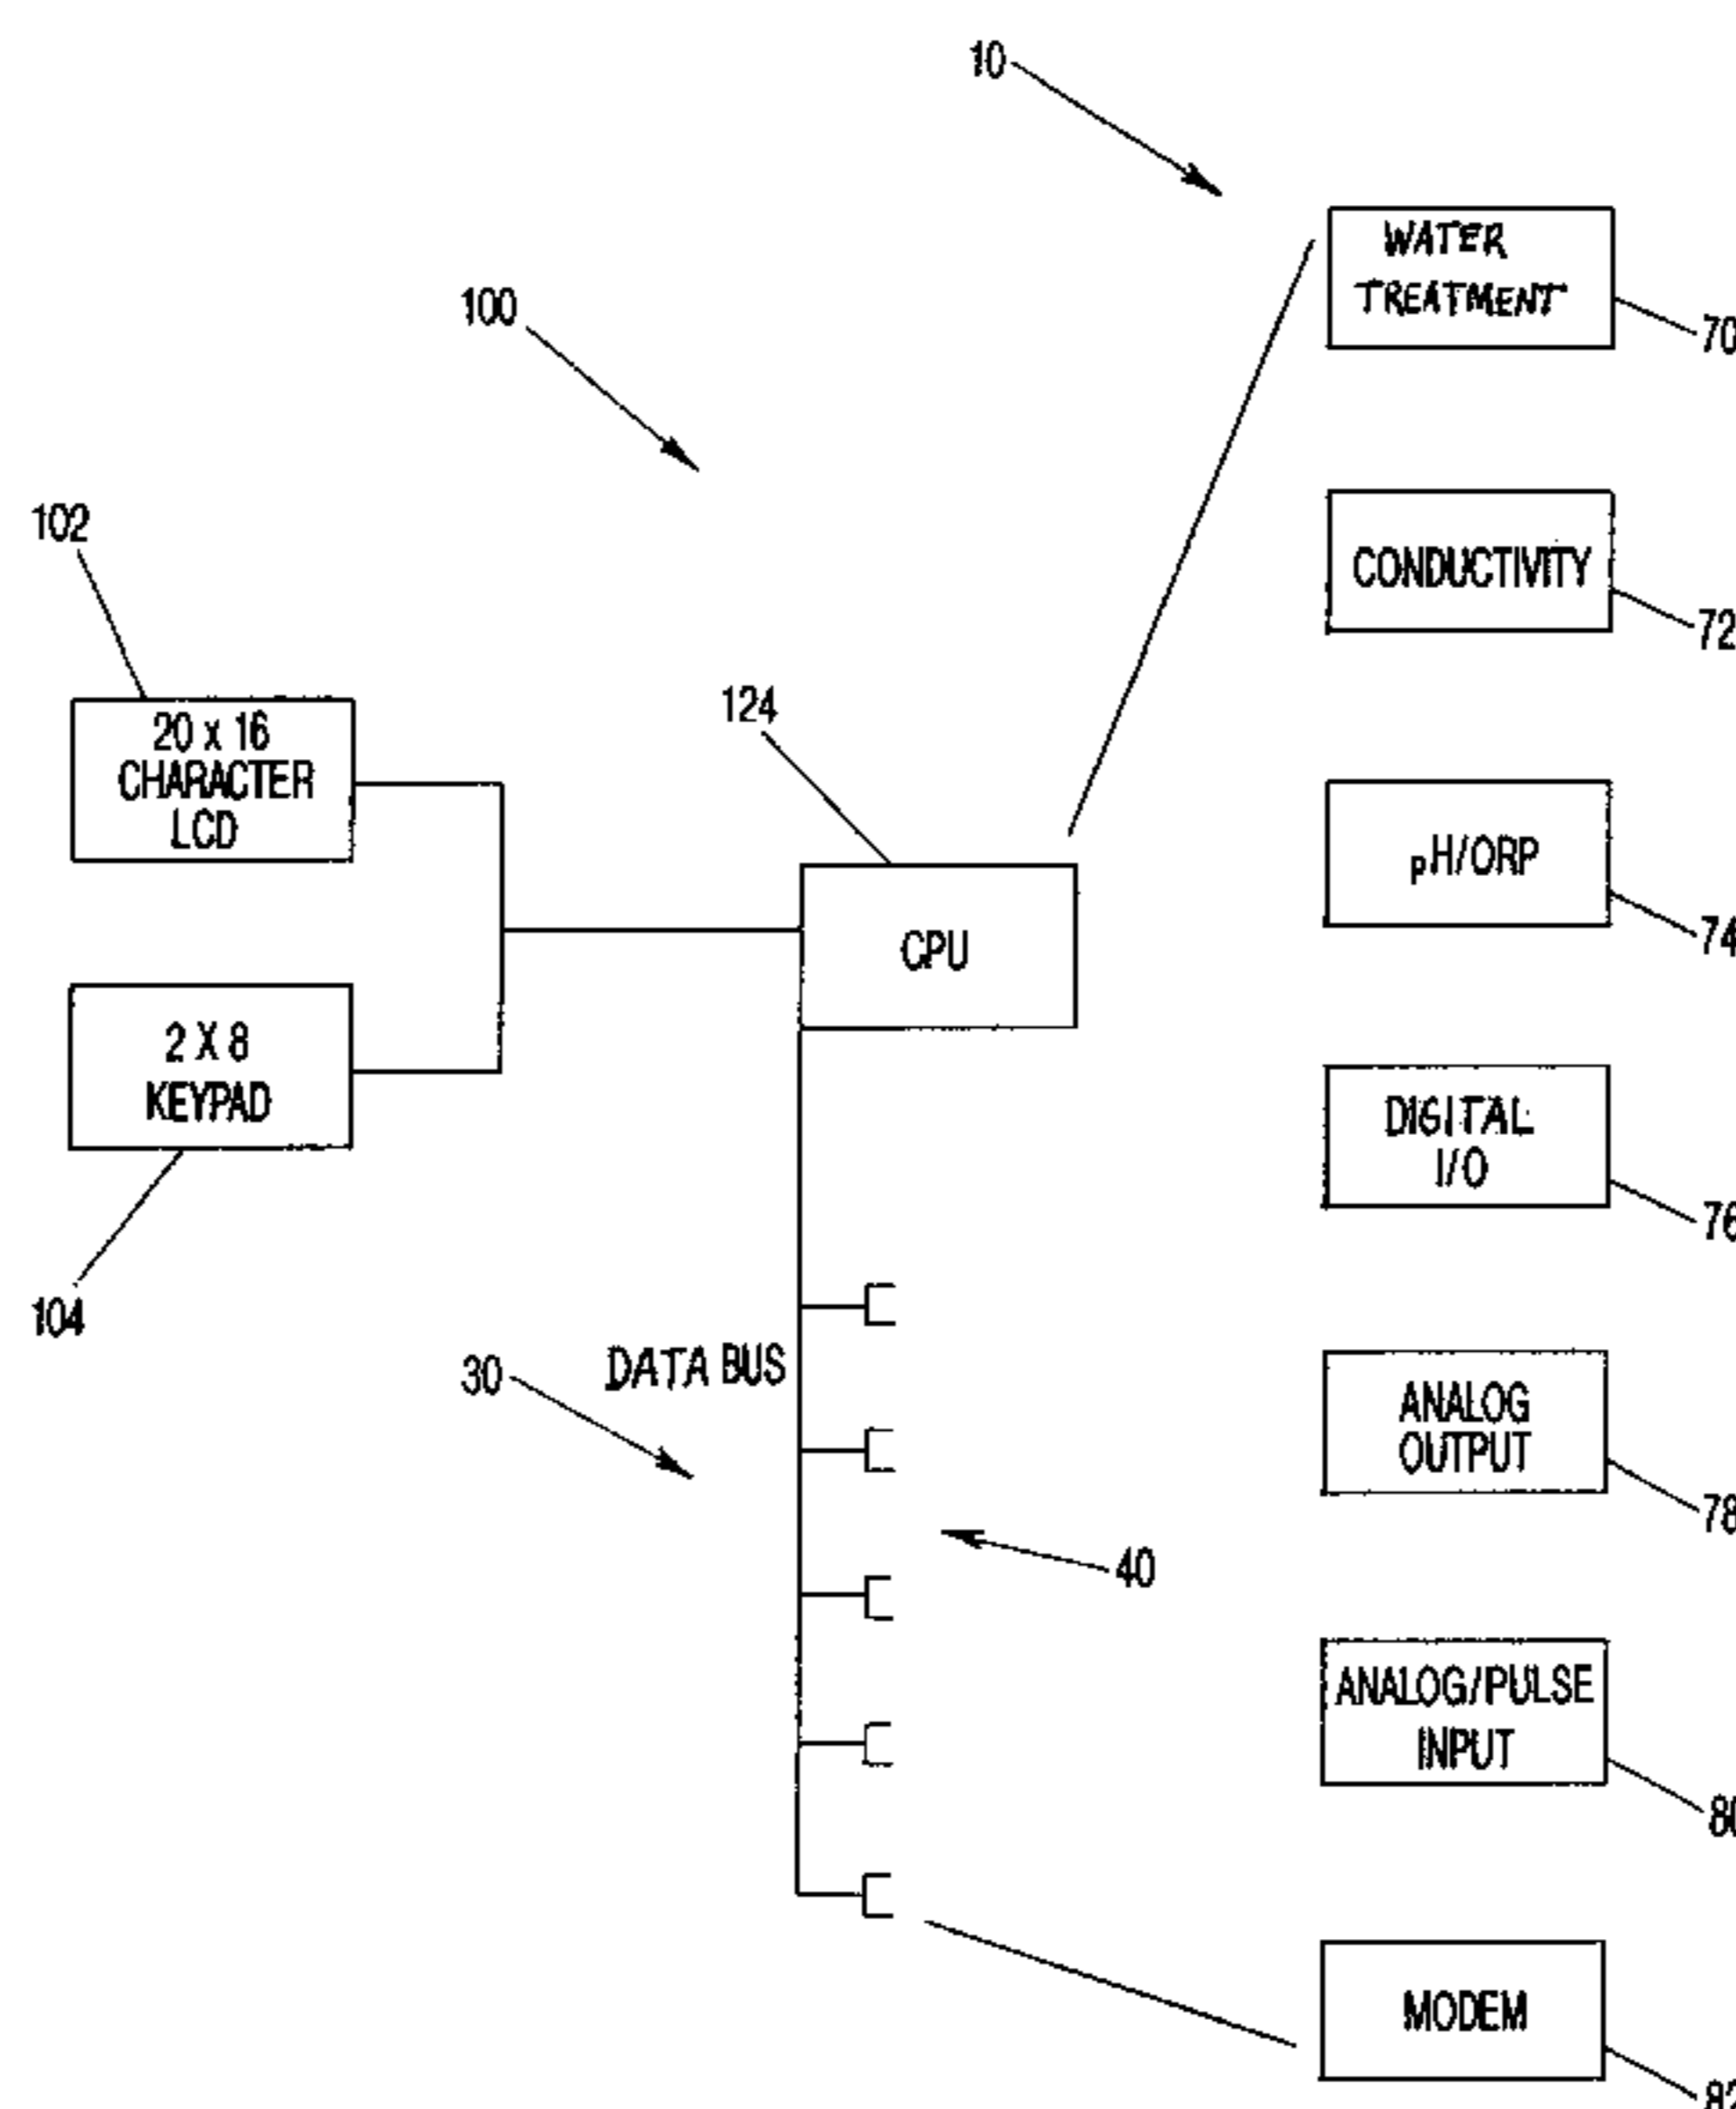 10
WATER
TREATMENT
70
100
CONDUCTIVITY
72
102
20 x 16
CHARACTER
LCD
124
pH/ORP
74
CPU
2 X 8
KEYPAD
104
DIGITAL
I/O
76
30
DATA BUS
ANALOG
OUTPUT
78
40
ANALOG/PULSE
INPUT
80
MODEM
82